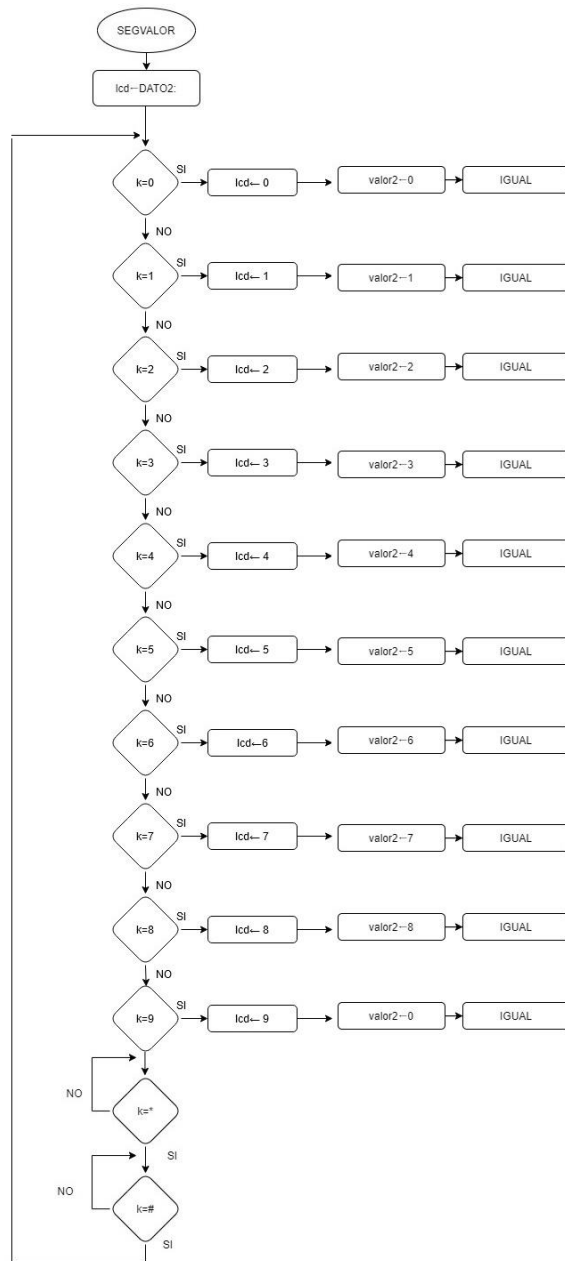 SEGVALOR
lcd←DATO2:
k=0
SI
lcd← 0
valor2←0
IGUAL
NO
k=1
SI
lcd← 1
valor2←1
IGUAL
NO
k=2
SI
lcd← 2
valor2←2
IGUAL
NO
k=3
SI
lcd← 3
valor2←3
IGUAL
NO
k=4
SI
lcd← 4
valor2←4
IGUAL
NO
k=5
SI
lcd← 5
valor2←5
IGUAL
NO
k=6
SI
lcd←6
valor2←6
IGUAL
NO
k=7
SI
lcd← 7
valor2←7
IGUAL
NO
k=8
SI
lcd← 8
valor2←8
IGUAL
NO
k=9
SI
lcd← 9
valor2←0
IGUAL
NO
k=*
SI
NO
k=#
SI